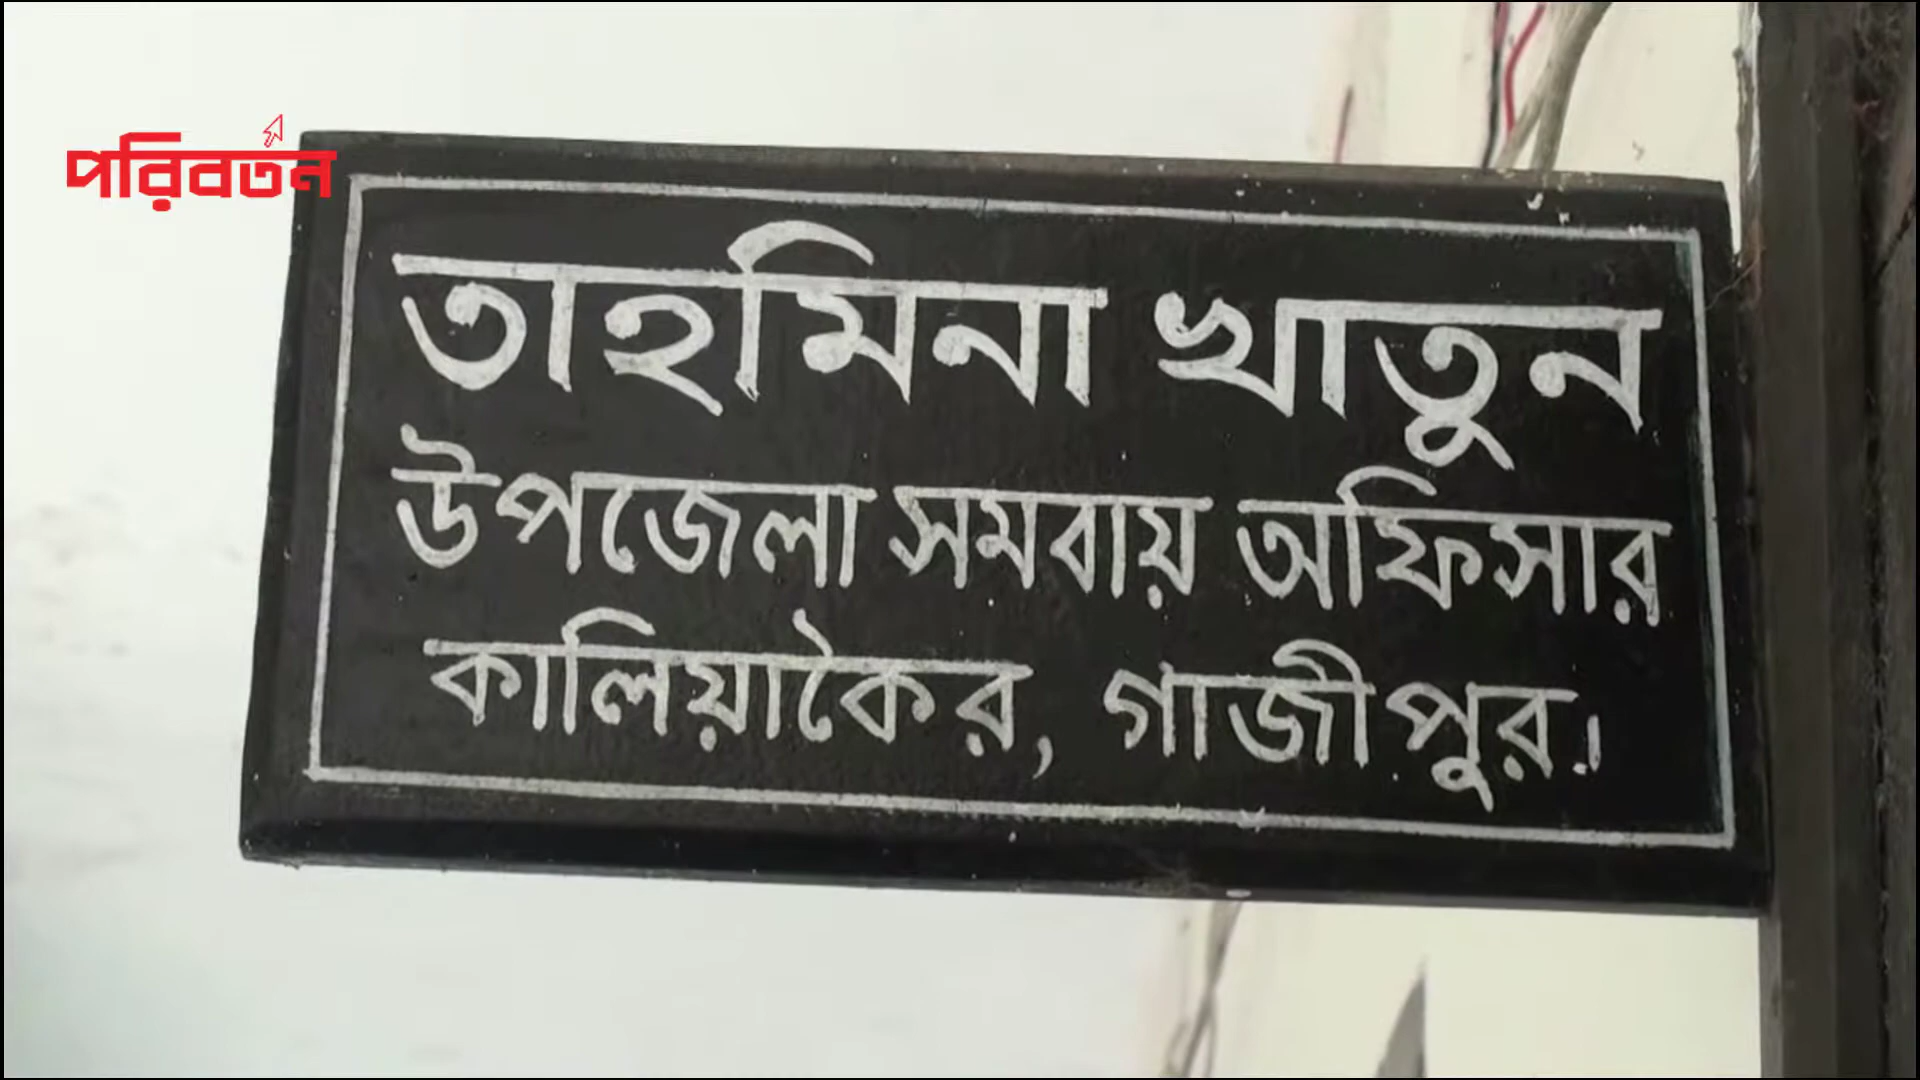 পরিবর্তন
তাহমিনা খাতুন
উপজেলা সমবায় অফিসার
কালিয়াকৈর, গাজীপুর।